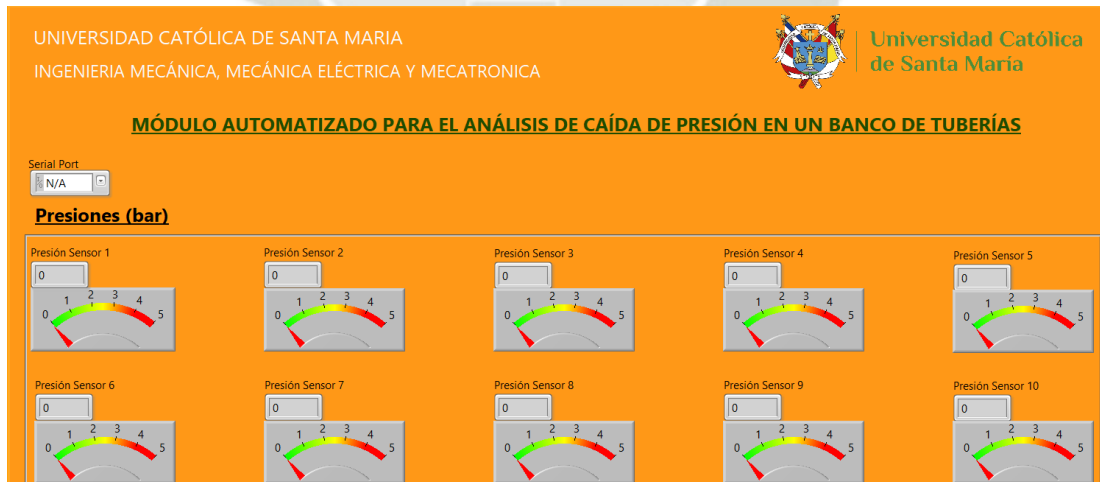 UNIVERSIDAD CATÓLICA DE SANTA MARIA
INGENIERIA MECÁNICA, MECÁNICA ELÉCTRICA Y MECATRONICA
Universidad Católica
de Santa María
MÓDULO AUTOMATIZADO PARA EL ANÁLISIS DE CAÍDA DE PRESIÓN EN UN BANCO DE TUBERÍAS
Serial Port
N/A
Presiones (bar)
Presión Sensor 1
0
0 1 2 3 4 5
Presión Sensor 2
0
0 1 2 3 4 5
Presión Sensor 3
0
0 1 2 3 4 5
Presión Sensor 4
0
0 1 2 3 4 5
Presión Sensor 5
0
0 1 2 3 4 5
Presión Sensor 6
0
0 1 2 3 4 5
Presión Sensor 7
0
0 1 2 3 4 5
Presión Sensor 8
0
0 1 2 3 4 5
Presión Sensor 9
0
0 1 2 3 4 5
Presión Sensor 10
0
0 1 2 3 4 5